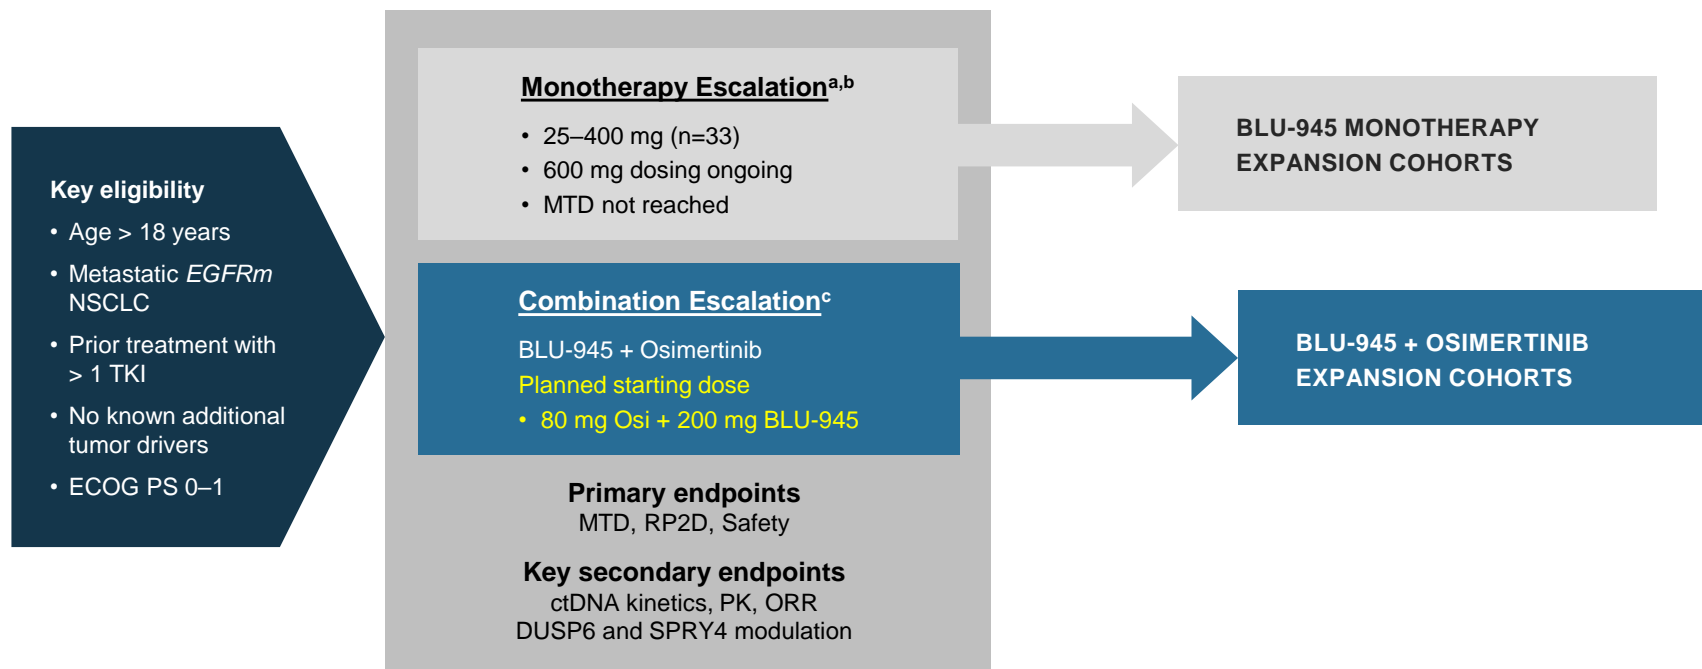 Key eligibility
• Age > 18 years
• Metastatic EGFRm
NSCLC
• Prior treatment with
> 1 TKI
• No known additional
tumor drivers
• ECOG PS 0–1
Monotherapy Escalationa,b
• 25–400 mg (n=33)
• 600 mg dosing ongoing
• MTD not reached
Combination Escalationc
BLU-945 + Osimertinib
Planned starting dose
• 80 mg Osi + 200 mg BLU-945
Primary endpoints
MTD, RP2D, Safety
Key secondary endpoints
ctDNA kinetics, PK, ORR
DUSP6 and SPRY4 modulation
BLU-945 MONOTHERAPY
EXPANSION COHORTS
BLU-945 + OSIMERTINIB
EXPANSION COHORTS